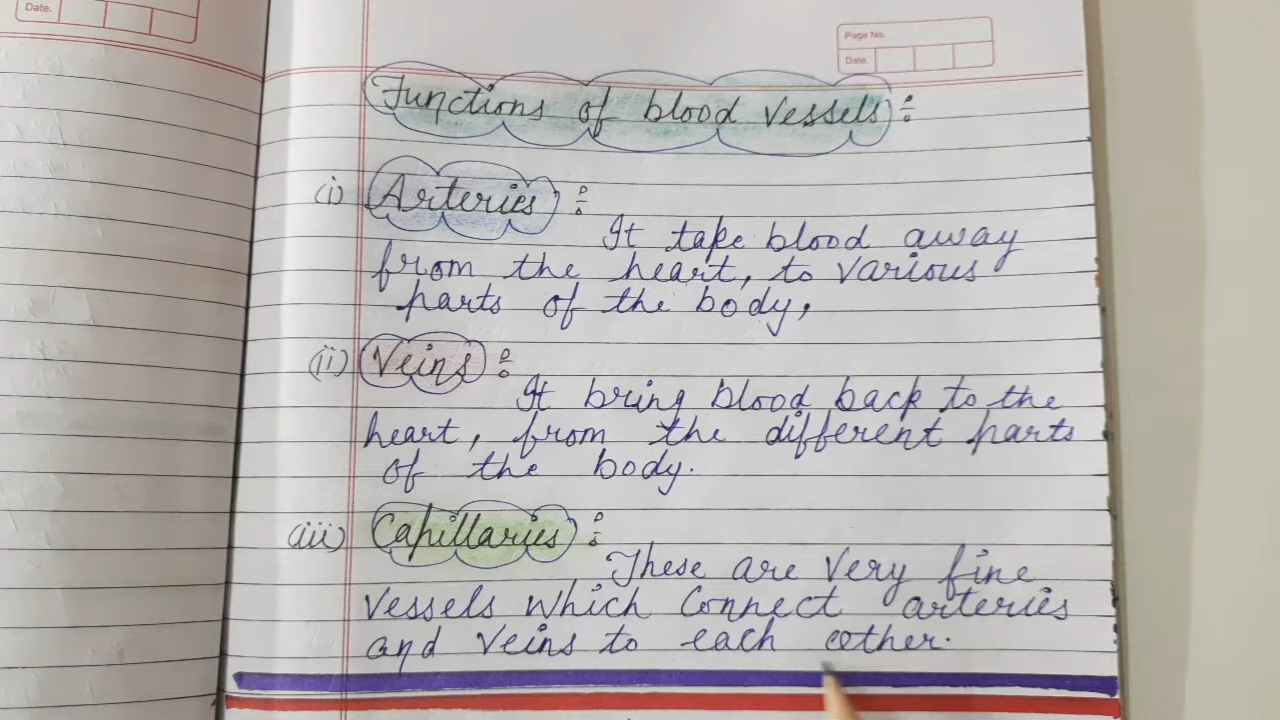 Date.
Page No.
Date.
Functions of blood vessels :
(i) Arteries :
It take blood away
from the heart, to various
parts of the body,
(ii) Veins :
It bring blood back to the
heart, from the different parts
of the body.
(iii) Capillaries :
These are very fine
vessels which connect arteries
and veins to each other.